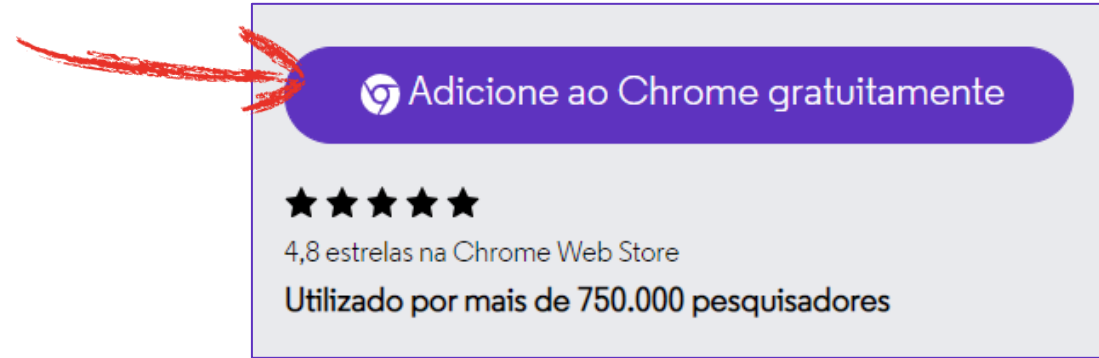 Adicione ao Chrome gratuitamente
4,8 estrelas na Chrome Web Store
Utilizado por mais de 750.000 pesquisadores